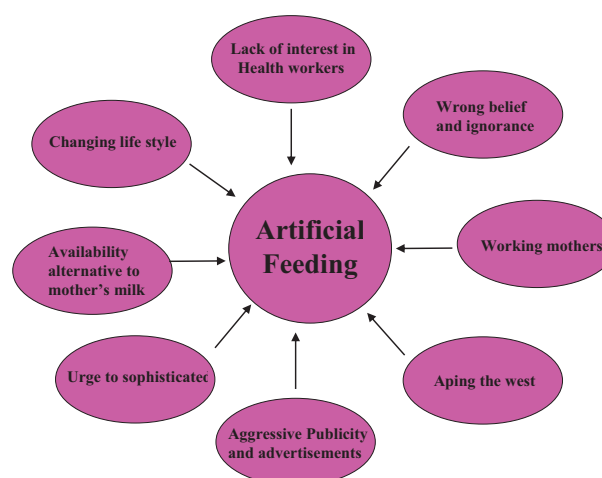 Lack of interest in
Health workers
Wrong belief
and ignorance
Changing life style
Artificial
Feeding
Working mothers
Availability
alternative to
mother's milk
Urge to sophisticated
Aping the west
Aggressive Publicity
and advertisements